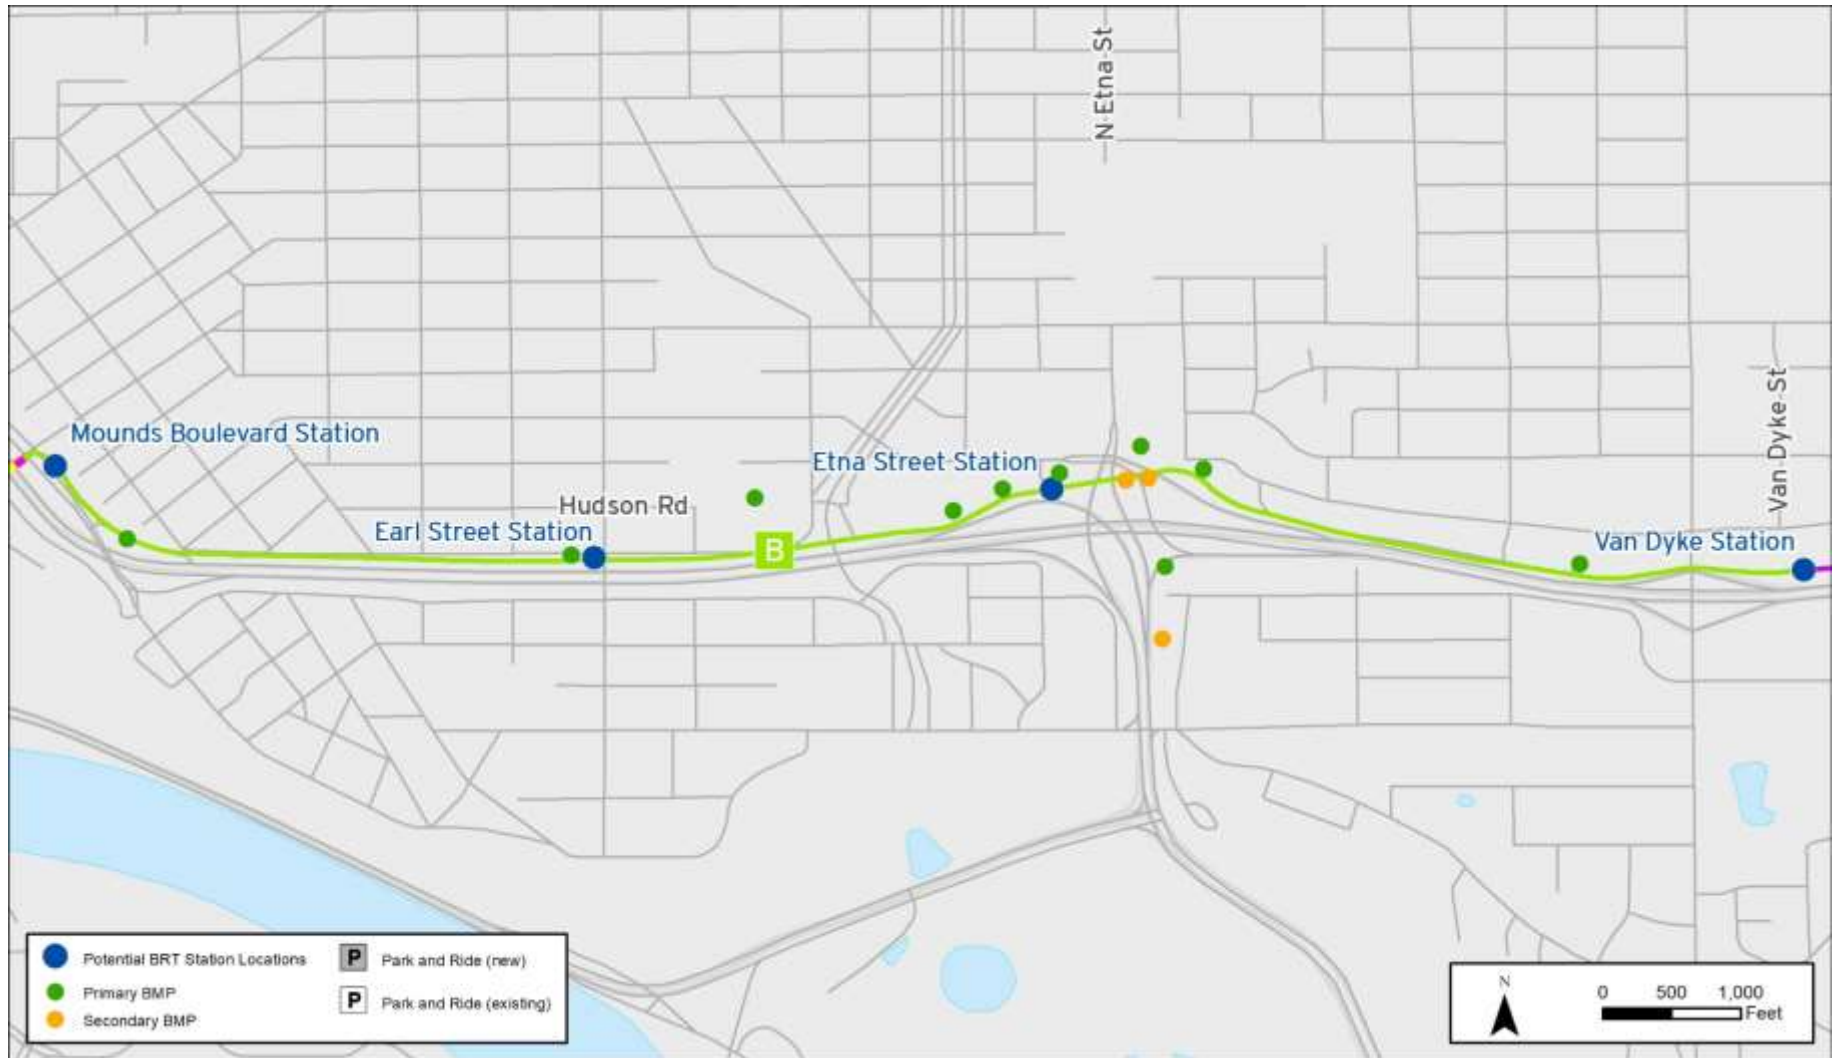 N Etna St
Mounds Boulevard Station
Etna Street Station
Hudson Rd
Earl Street Station
B
Van Dyke St
Van Dyke Station
P
Potential BRT Station Locations
Park and Ride (new)
Primary BMP
P
Park and Ride (existing)
Secondary BMP
N
0 500 1,000
Feet